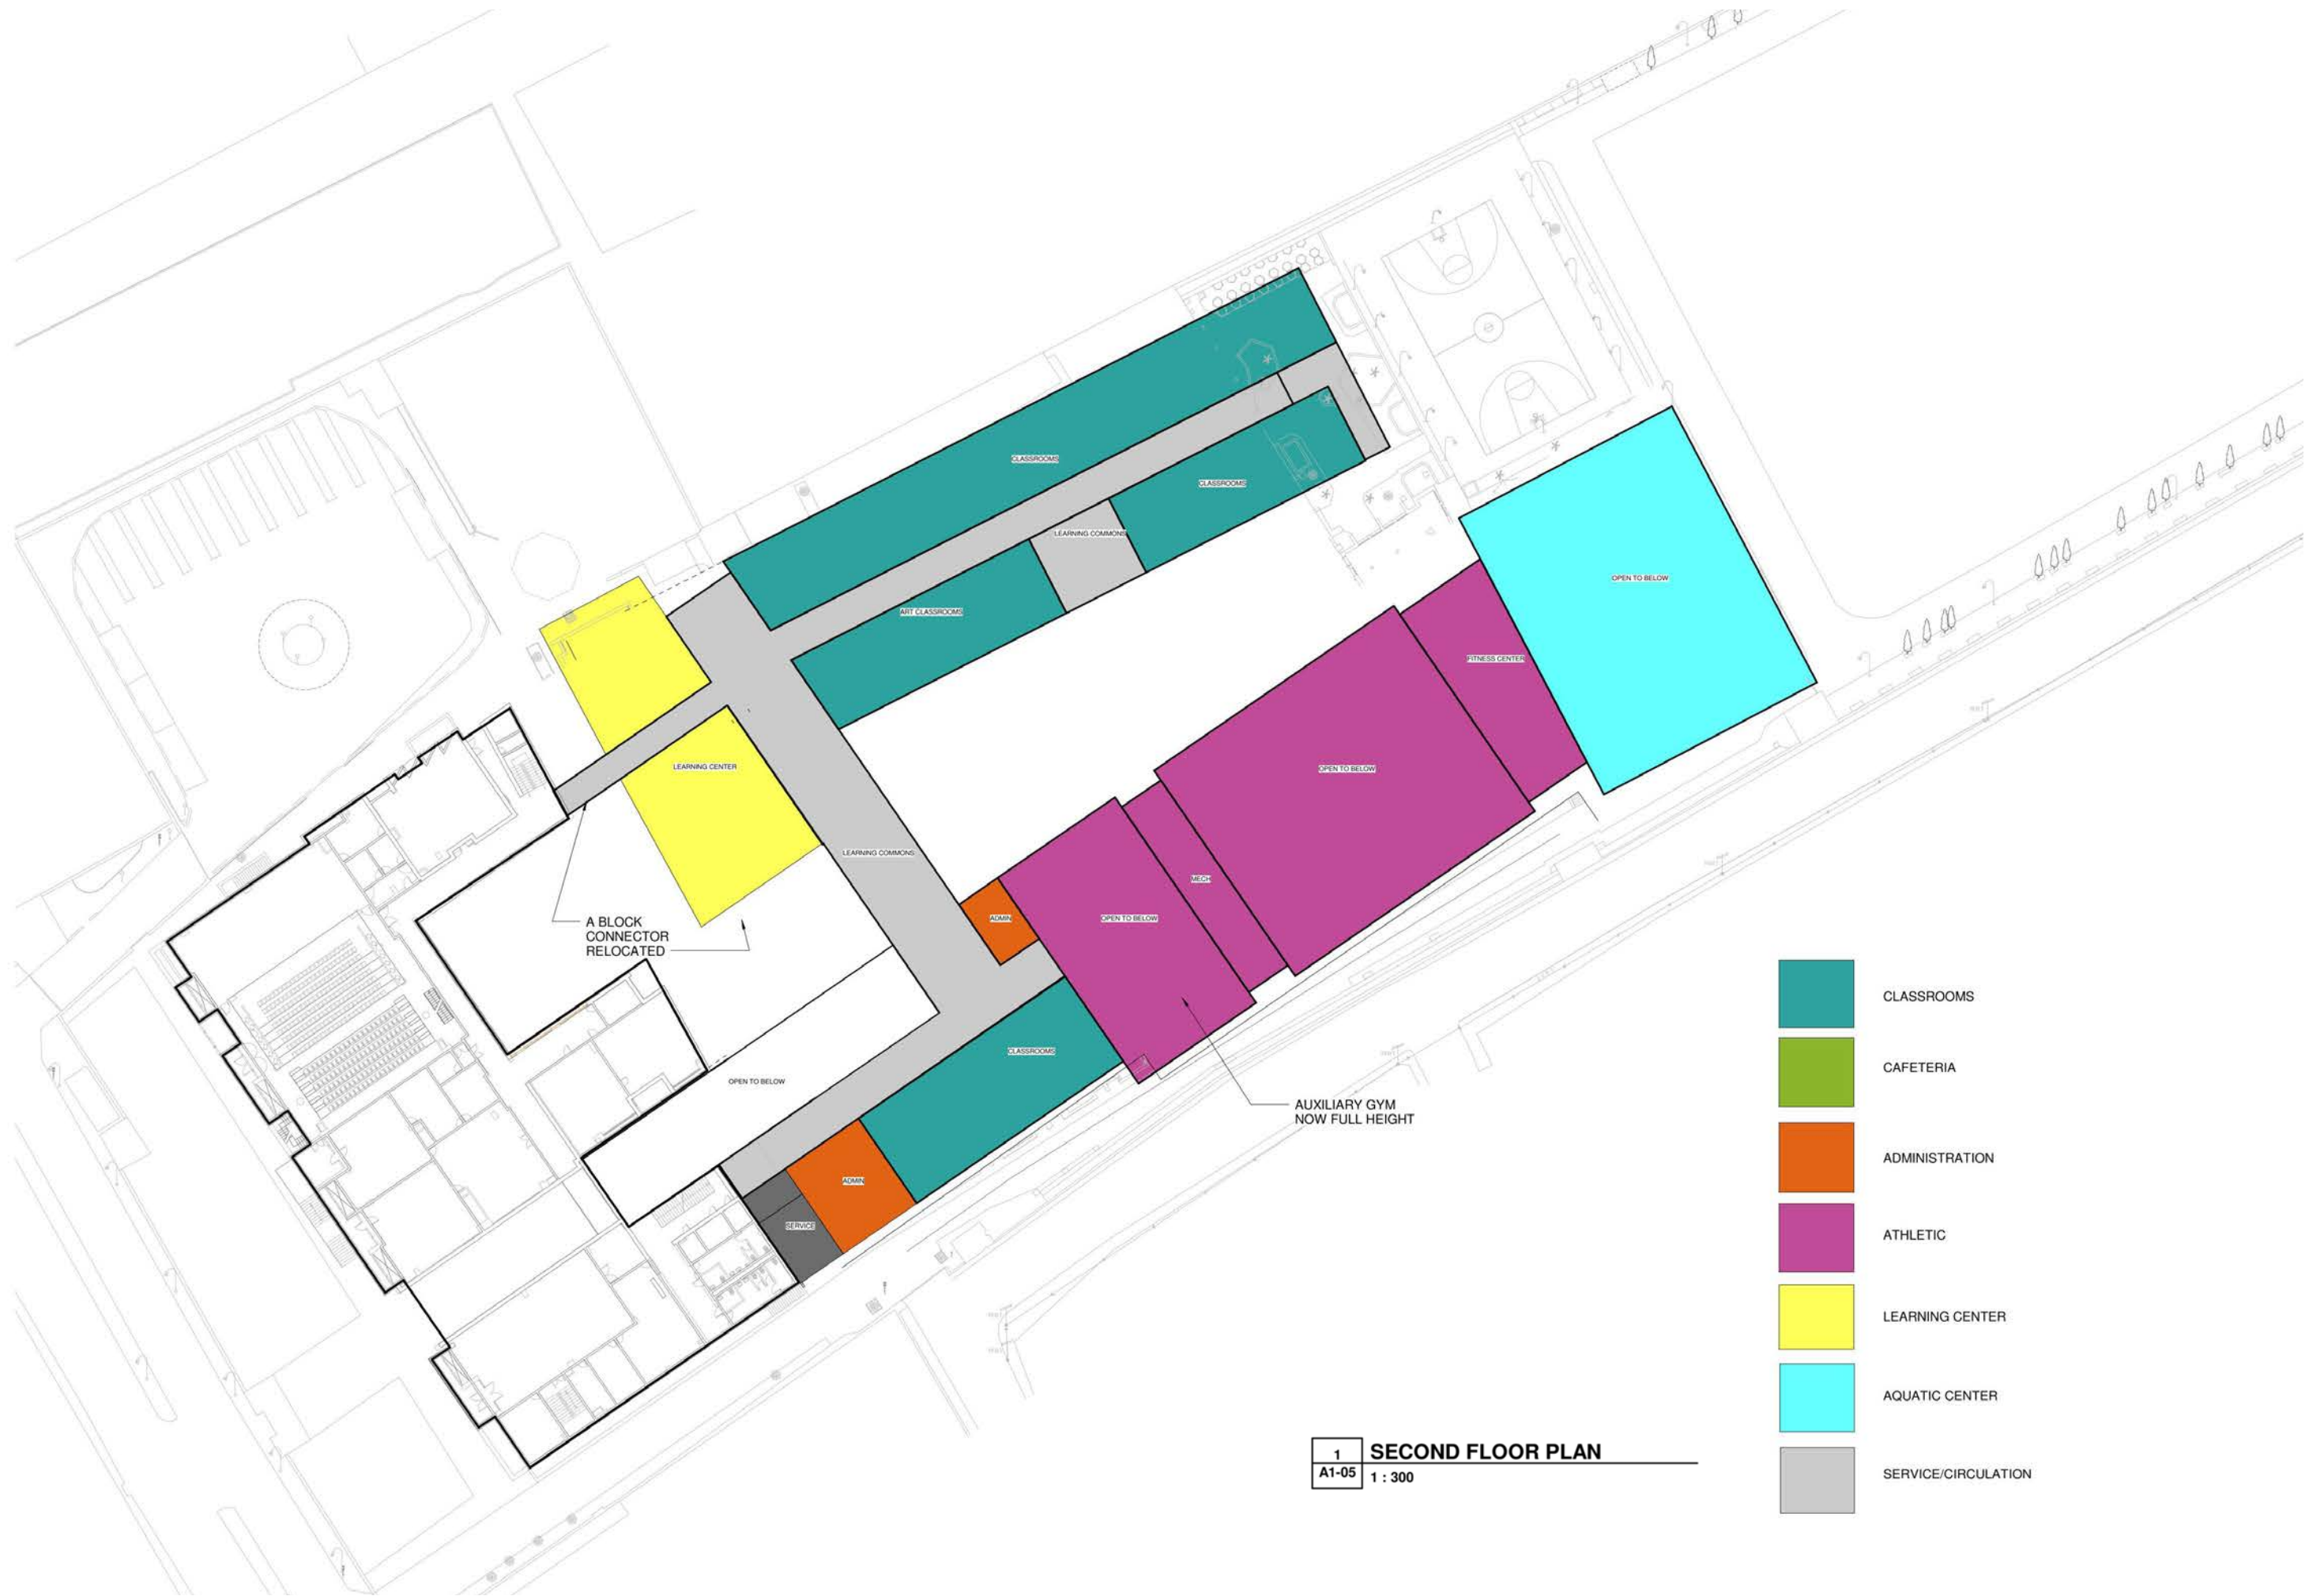 CLASSROOMS
CLASSROOMS
LEARNING COMMONS
OPEN TO BELOW
ART CLASSROOMS
FITNESS CENTER
LEARNING CENTER
OPEN TO BELOW
LEARNING COMMONS
MECH
ADMIN
OPEN TO BELOW
A BLOCK
CONNECTOR
RELOCATED
CLASSROOMS
OPEN TO BELOW
AUXILIARY GYM
NOW FULL HEIGHT
ADMIN
SERVICE
CLASSROOMS
CAFETERIA
ADMINISTRATION
ATHLETIC
LEARNING CENTER
AQUATIC CENTER
SERVICE/CIRCULATION
1 SECOND FLOOR PLAN
A1-05 1 : 300